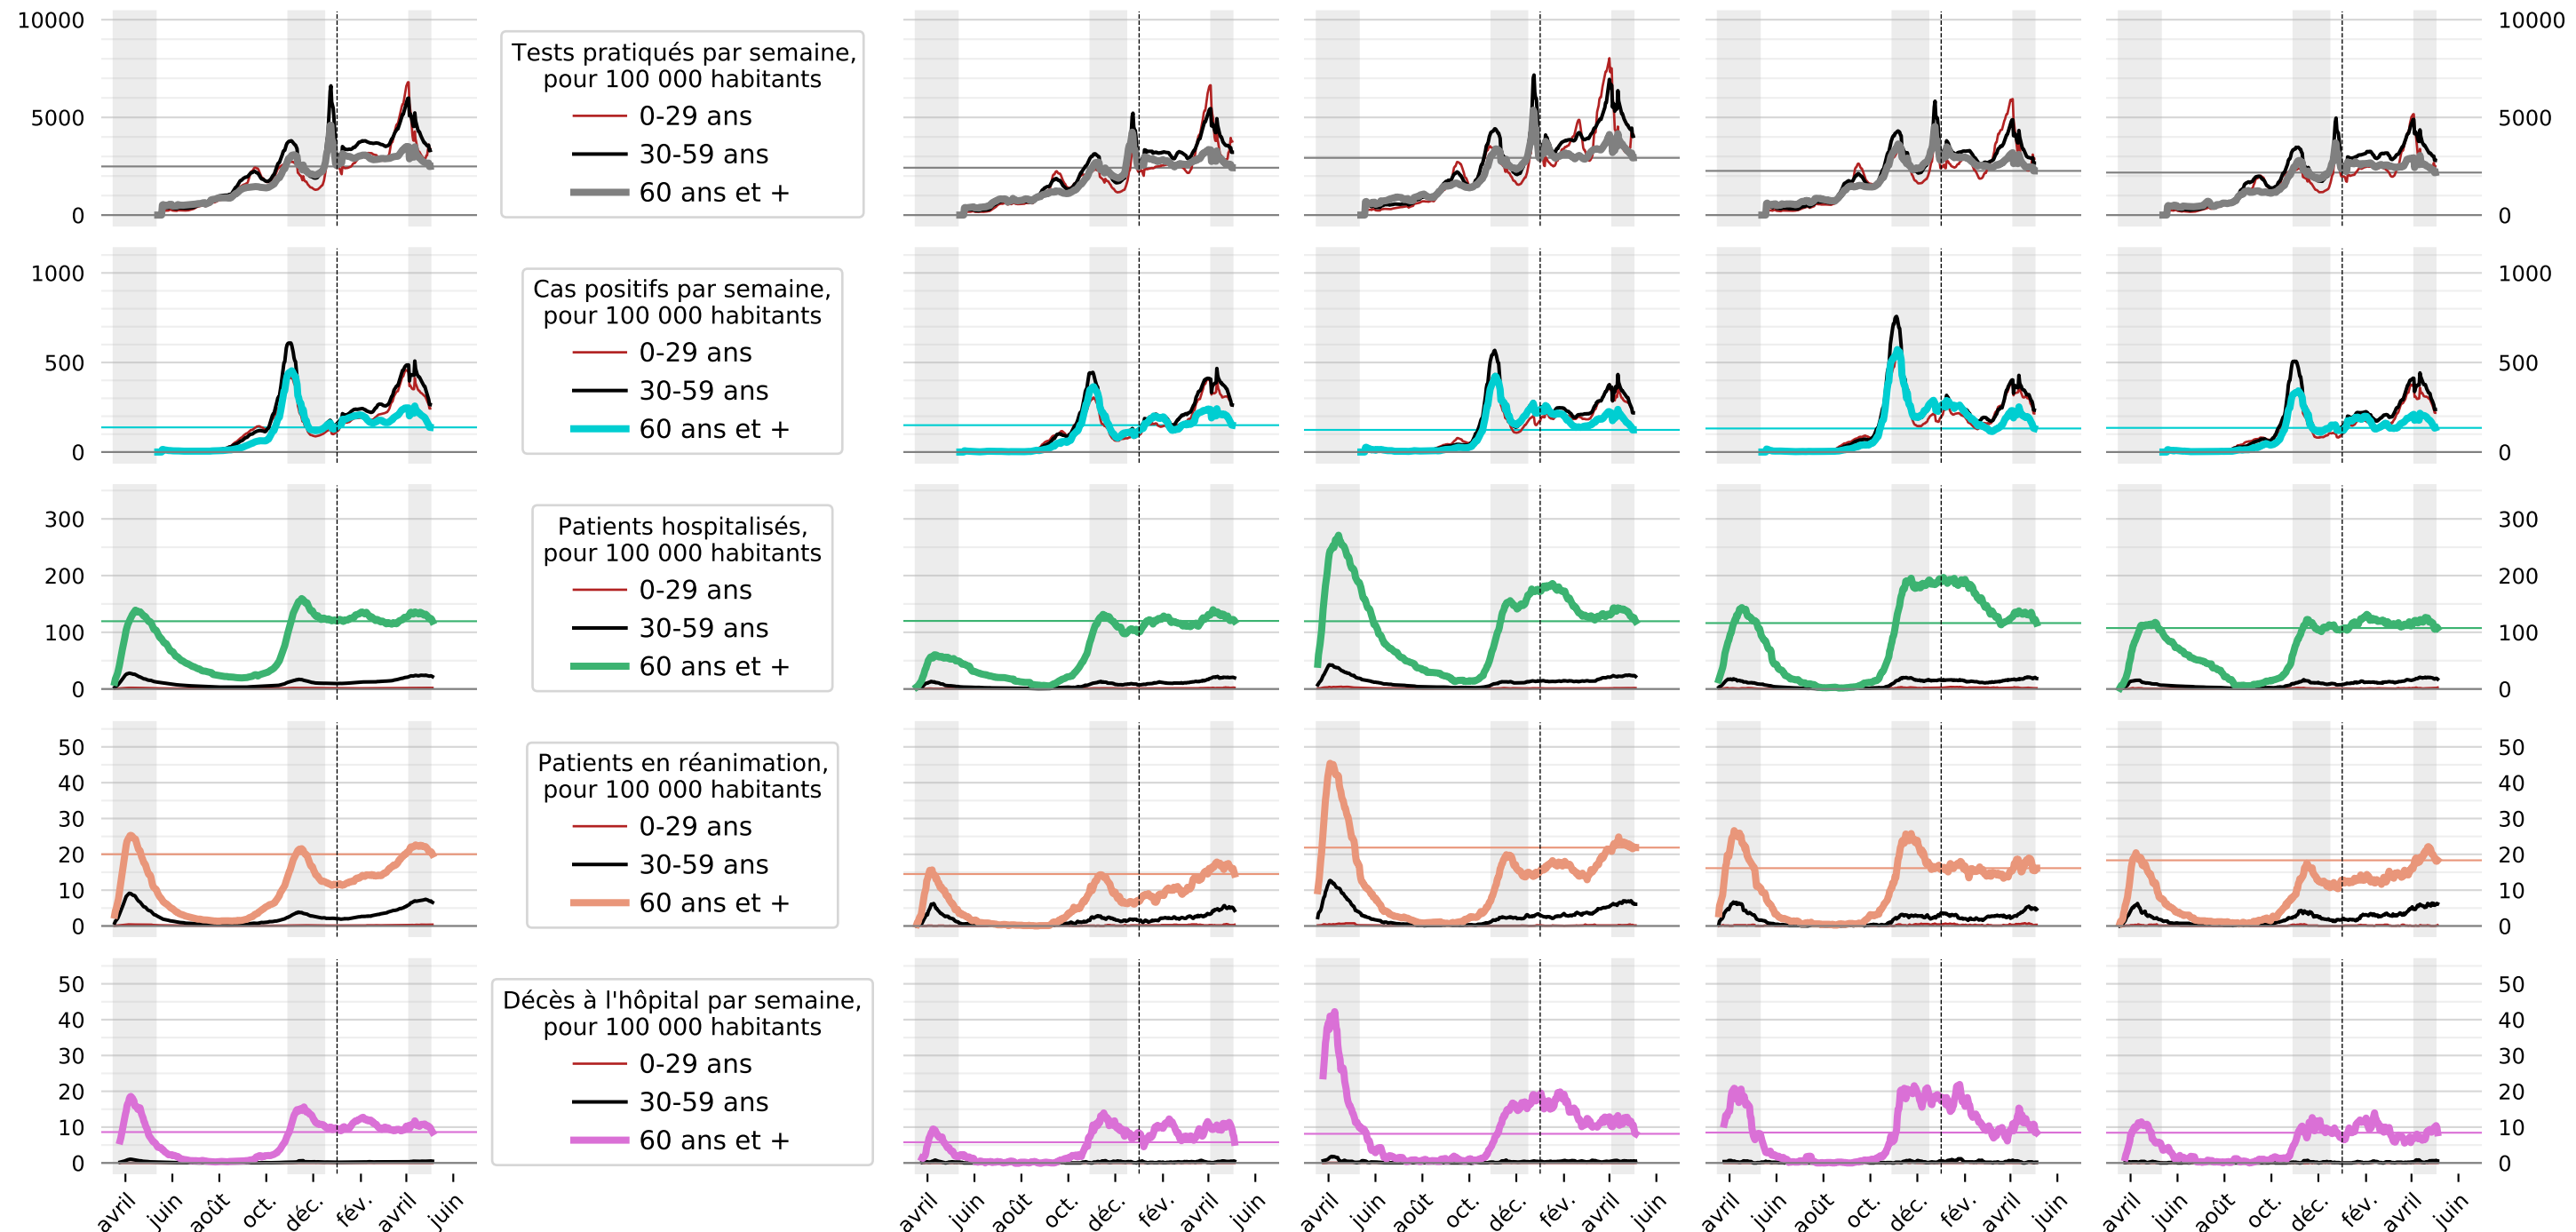 10000
5000
0
Tests pratiqués par semaine,
pour 100 000 habitants
0-29 ans
30-59 ans
60 ans et +
10000
5000
0
1000
500
0
Cas positifs par semaine,
pour 100 000 habitants
0-29 ans
30-59 ans
60 ans et +
1000
500
0
300
200
100
0
Patients hospitalisés,
pour 100 000 habitants
0-29 ans
30-59 ans
60 ans et +
300
200
100
0
50
40
30
20
10
0
Patients en réanimation,
pour 100 000 habitants
0-29 ans
30-59 ans
60 ans et +
50
40
30
20
10
0
50
40
30
20
10
0
Décès à l'hôpital par semaine,
pour 100 000 habitants
0-29 ans
30-59 ans
60 ans et +
50
40
30
20
10
0
avril juin août oct. déc. fév. avril juin
avril juin août oct. déc. fév. avril juin
avril juin août oct. déc. fév. avril juin
avril juin août oct. déc. fév. avril juin
avril juin août oct. déc. fév. avril juin